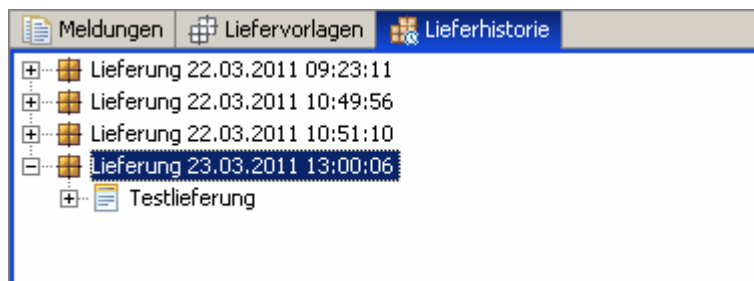 Meldungen Liefervorlagen Lieferhistorie
Lieferung 22.03.2011 09:23:11
Lieferung 22.03.2011 10:49:56
Lieferung 22.03.2011 10:51:10
Lieferung 23.03.2011 13:00:06
Testlieferung